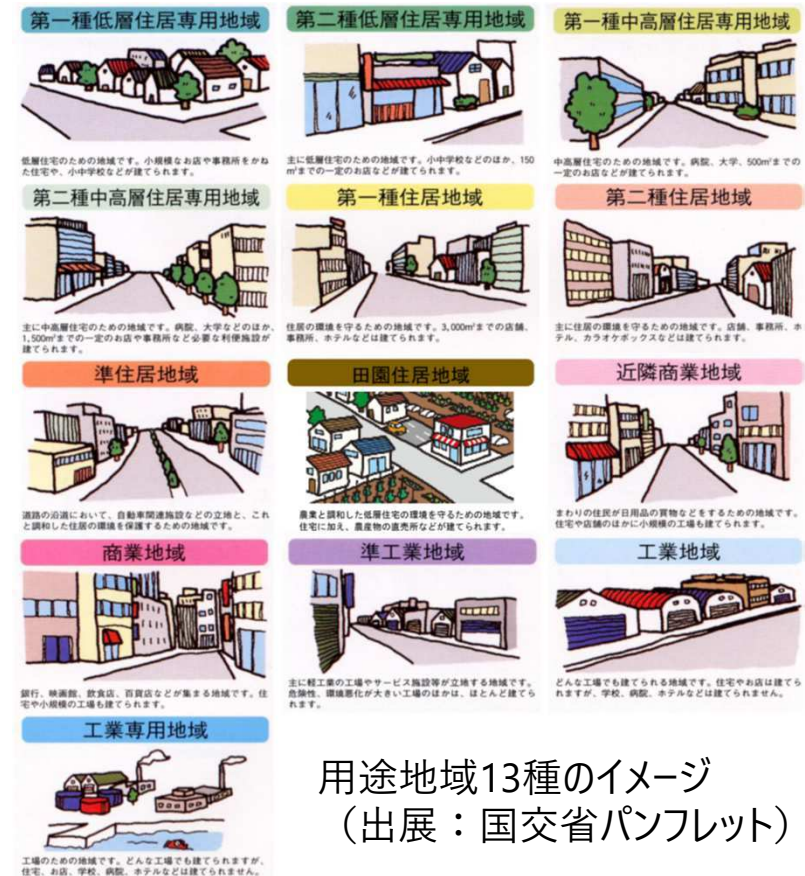 第一種低層住居専用地域
低層住宅のための地域です。小規模なお店や事務所をかね
た住宅や、小中学校などが建てられます。
第二種低層住居専用地域
主に低層住宅のための地域です。小中学校などのほか、150
㎡までの一定のお店などが建てられます。
第一種中高層住居専用地域
中高層住宅のための地域です。病院、大学、500㎡までの
一定のお店などが建てられます。
第二種中高層住居専用地域
主に中高層住宅のための地域です。病院、大学などのほか、
1,500㎡までの一定のお店や事務所など必要な利便施設が
建てられます。
第一種住居地域
住居の環境を守るための地域です。3,000㎡までの店舗、
事務所、ホテルなどは建てられます。
第二種住居地域
主に住居の環境を守るための地域です。店舗、事務所、ホ
テル、カラオケボックスなどは建てられます。
準住居地域
道路の沿道において、自動車関連施設などの立地と、これ
と調和した住居の環境を保護するための地域です。
田園住居地域
農業と調和した低層住宅の環境を守るための地域です。
住宅に加え、農産物の直売所などが建てられます。
近隣商業地域
まわりの住民が日用品の買物などをするための地域です。
住宅や店舗のほかに小規模の工場も建てられます。
商業地域
銀行、映画館、飲食店、百貨店などが集まる地域です。住
宅や小規模の工場も建てられます。
準工業地域
主に軽工業の工場やサービス施設等が立地する地域です。
危険性、環境悪化が大きい工場のほかは、ほとんど建てら
れます。
工業地域
どんな工場でも建てられる地域です。住宅やお店は建てら
れますが、学校、病院、ホテルなどは建てられません。
工業専用地域
工場のための地域です。どんな工場でも建てられますが、
住宅、お店、学校、病院、ホテルなどは建てられません。
用途地域13種のイメージ
（出展：国交省パンフレット）